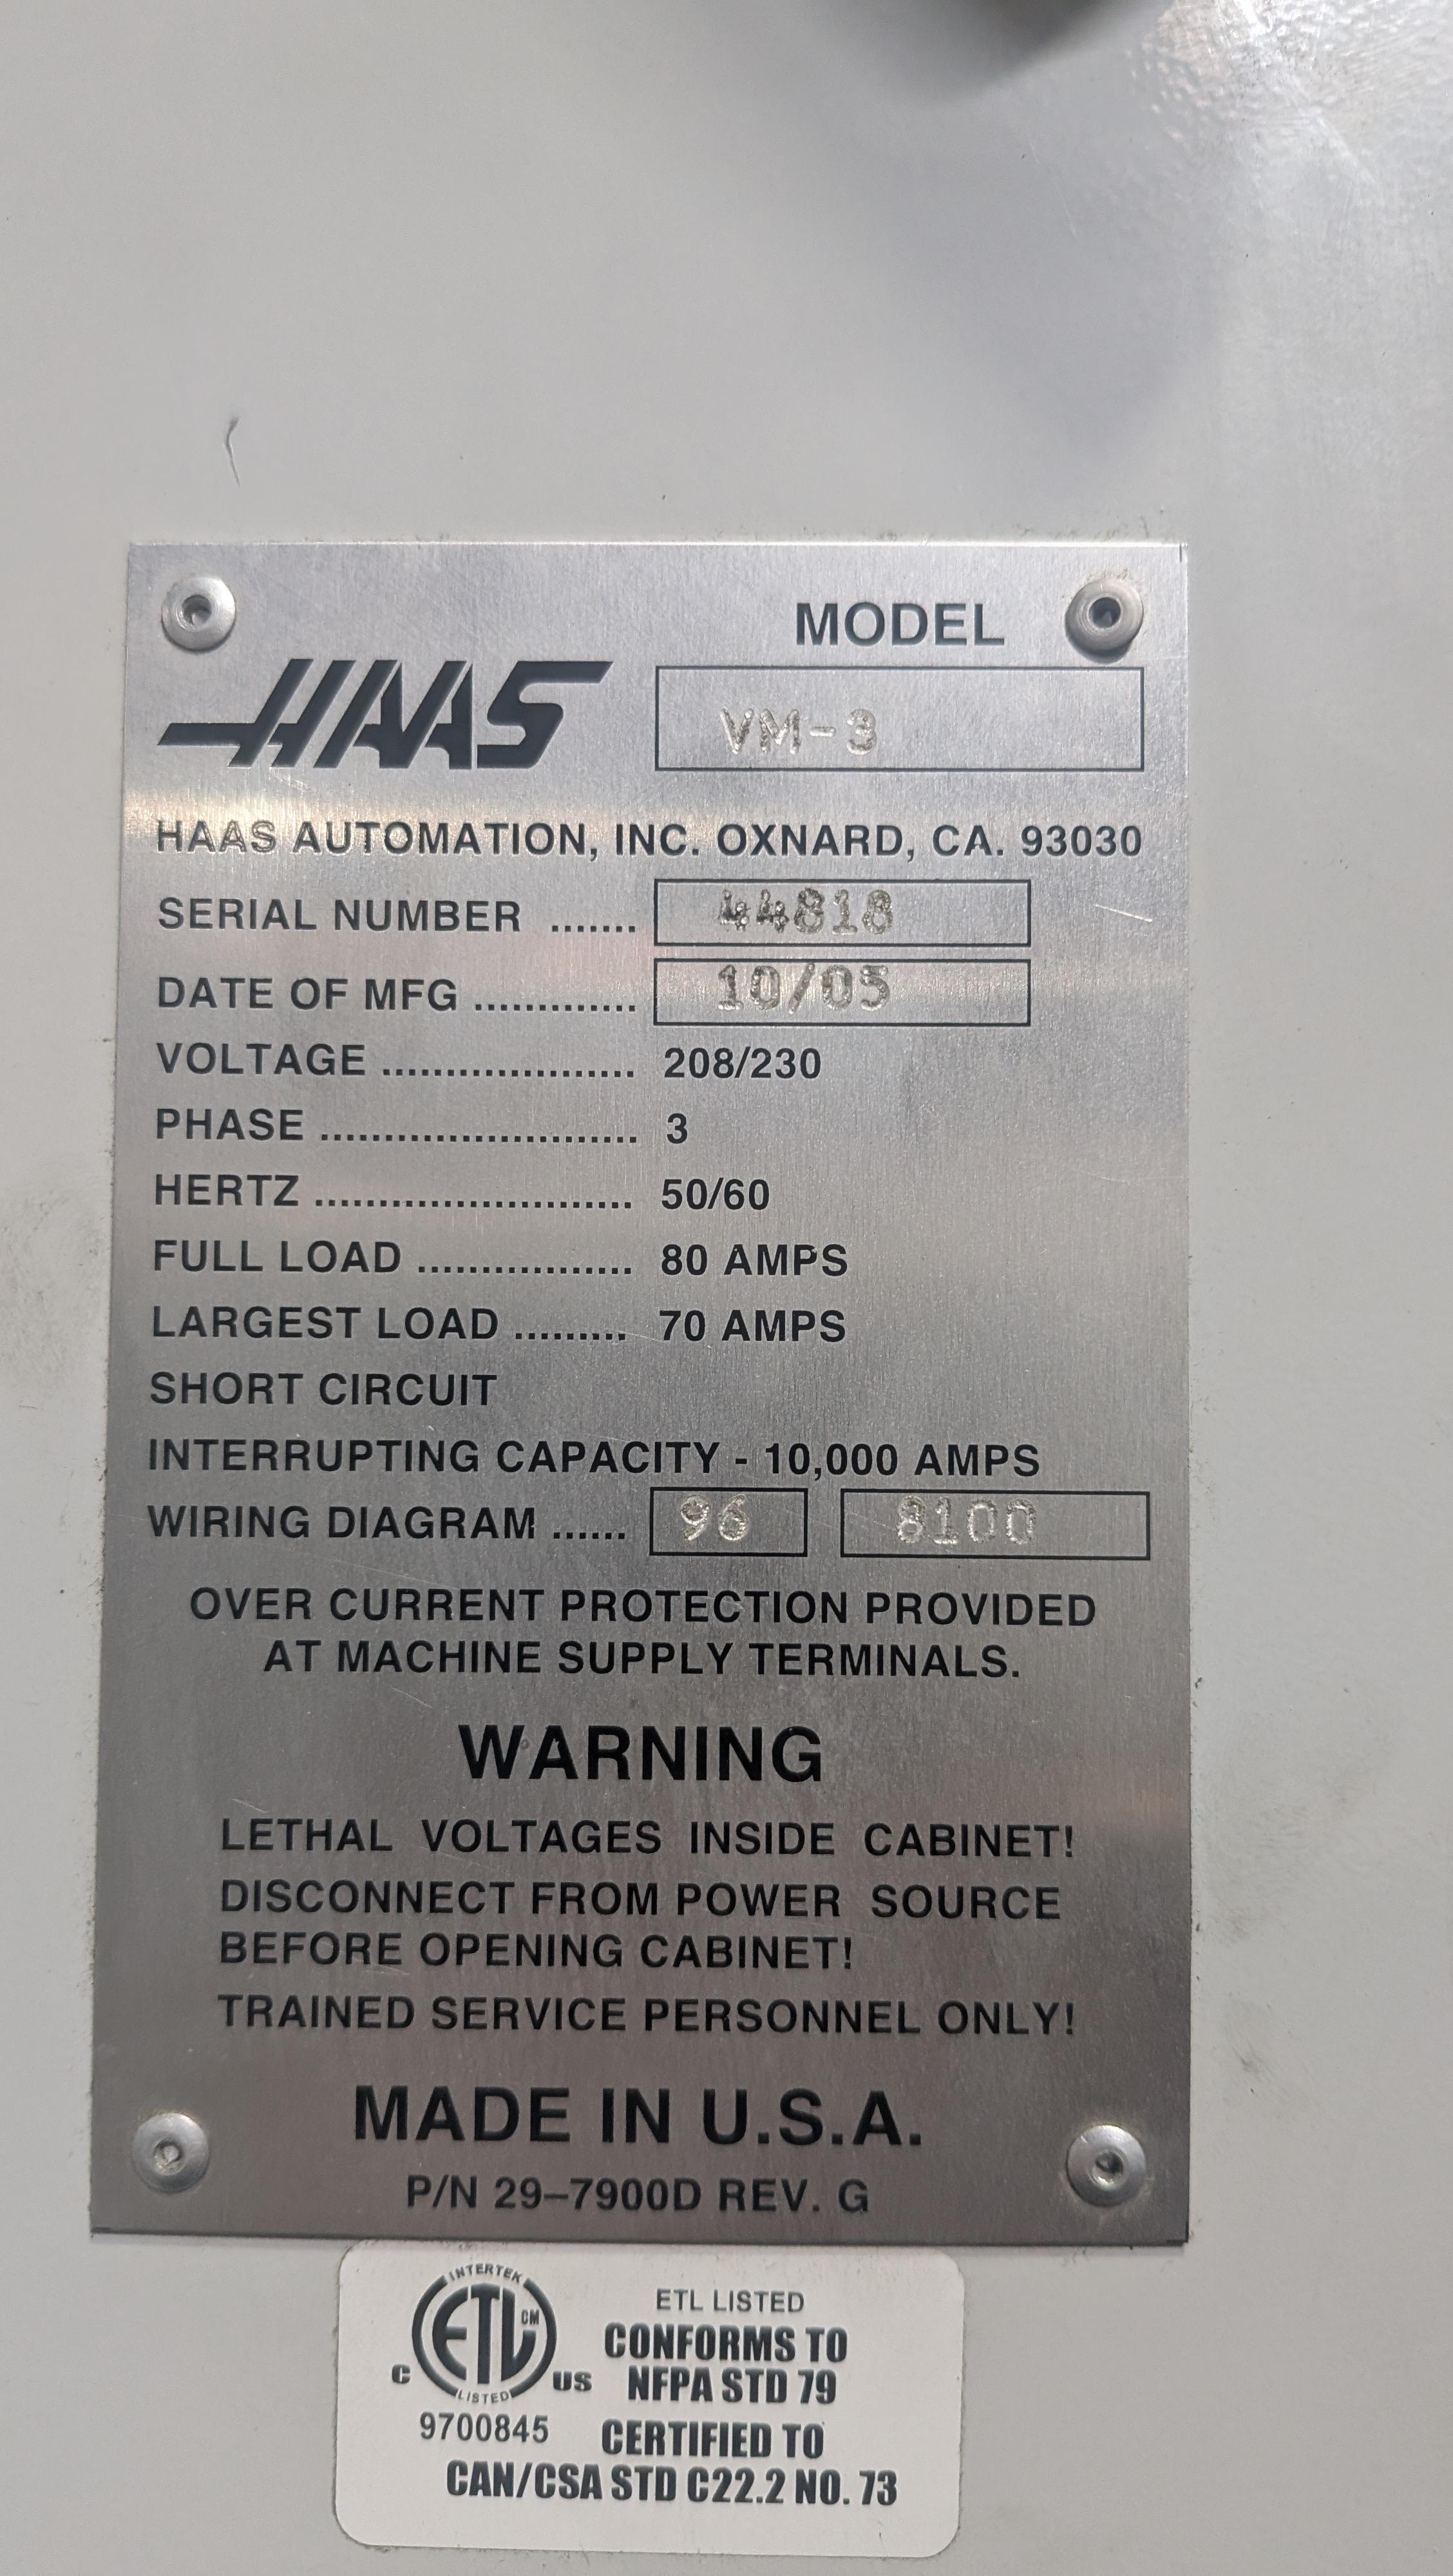 MODEL
HAAS VM-3
HAAS AUTOMATION, INC. OXNARD, CA. 93030
SERIAL NUMBER ....... 44818
DATE OF MFG ............. 10/05
VOLTAGE .................... 208/230
PHASE ......................... 3
HERTZ ......................... 50/60
FULL LOAD ................. 80 AMPS
LARGEST LOAD ......... 70 AMPS
SHORT CIRCUIT
INTERRUPTING CAPACITY - 10,000 AMPS
WIRING DIAGRAM ...... 96 8100
OVER CURRENT PROTECTION PROVIDED
AT MACHINE SUPPLY TERMINALS.
WARNING
LETHAL VOLTAGES INSIDE CABINET!
DISCONNECT FROM POWER SOURCE
BEFORE OPENING CABINET!
TRAINED SERVICE PERSONNEL ONLY!
MADE IN U.S.A.
P/N 29-7900D REV. G
INTERTEK
ETL CM
C US
LISTED
9700845
ETL LISTED
CONFORMS TO
NFPA STD 79
CERTIFIED TO
CAN/CSA STD C22.2 NO. 73